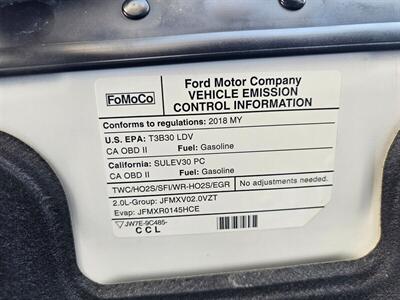 FoMoCo
Ford Motor Company
VEHICLE EMISSION
CONTROL INFORMATION
Conforms to regulations: 2018 MY
U.S. EPA: T3B30 LDV
CA OBD II Fuel: Gasoline
California: SULEV30 PC
CA OBD II Fuel: Gasoline
TWC/HO2S/SFI/WR-HO2S/EGR
No adjustments needed.
2.0L-Group: JFMXV02.0VZT
Evap: JFMXR0145HCE
JW7E-9C485-
CCL